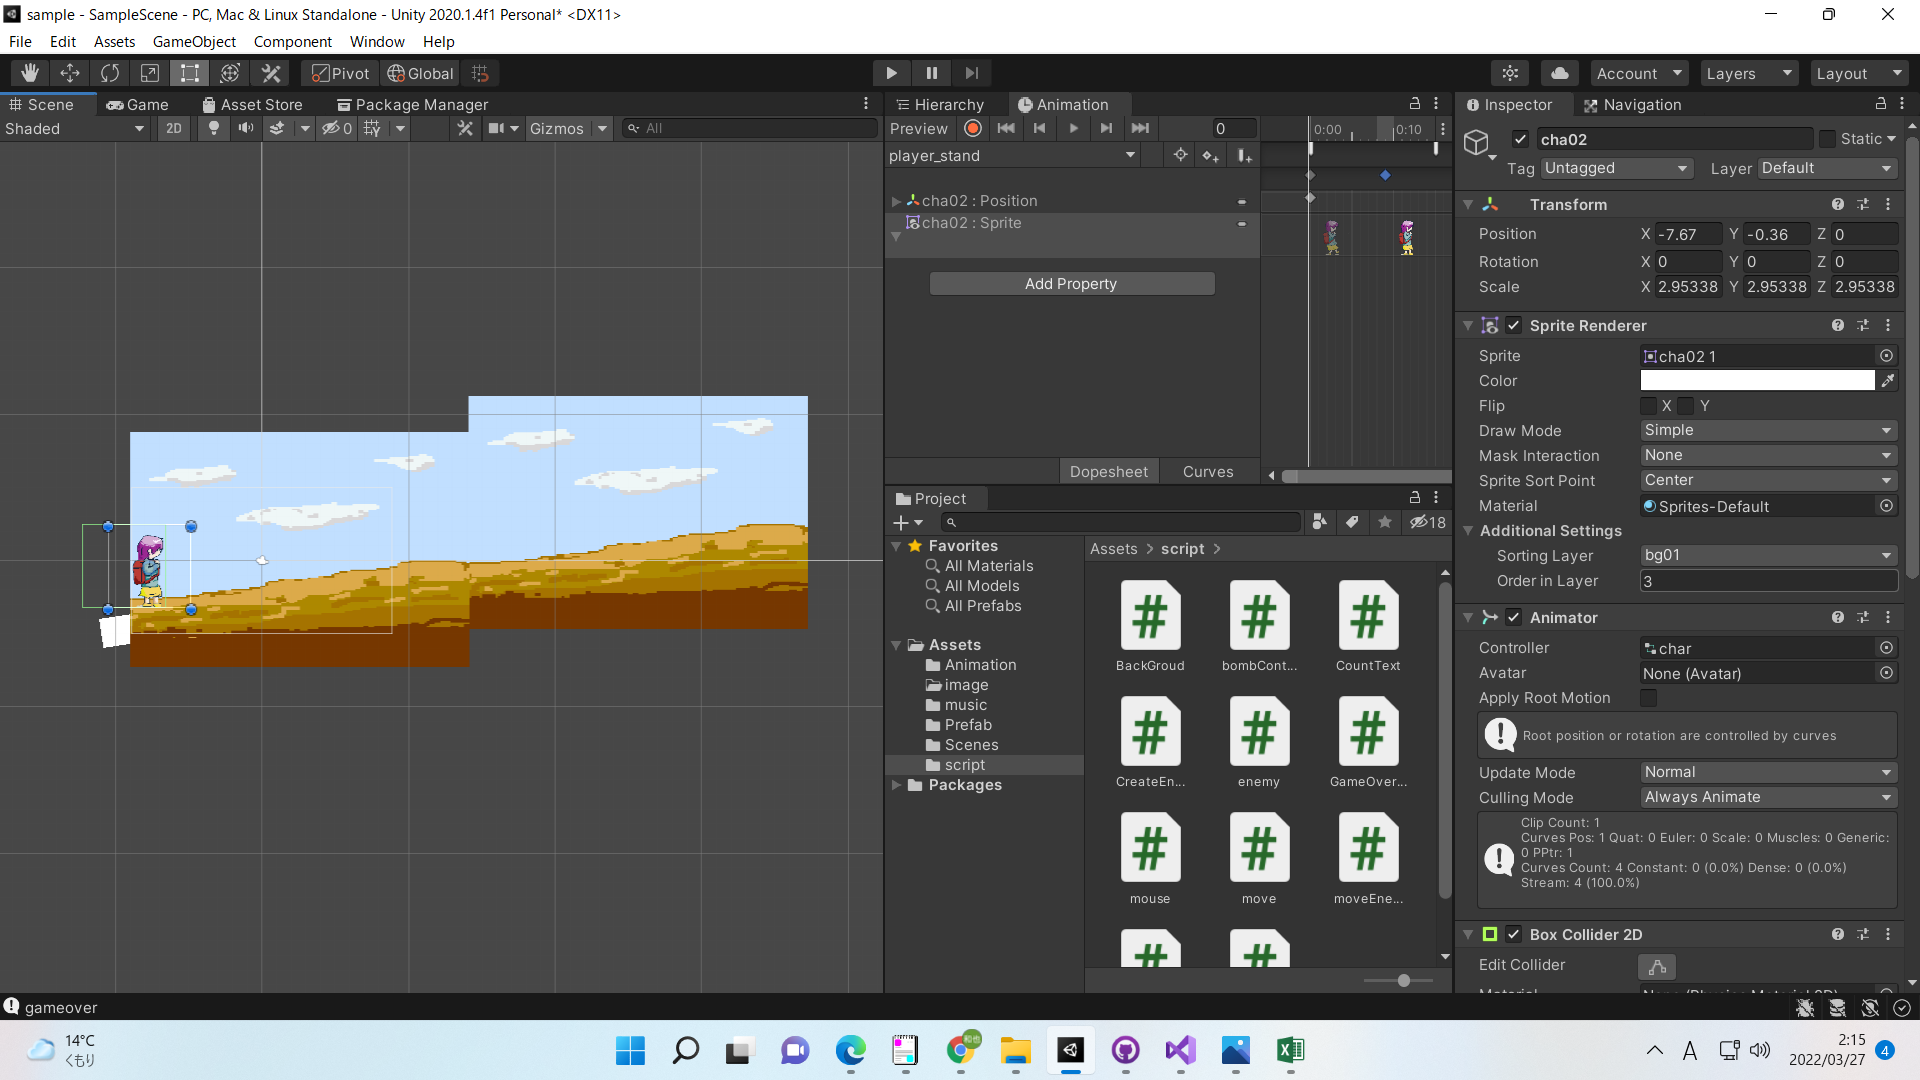 sample - SampleScene - PC, Mac & Linux Standalone - Unity 2020.1.4f1 Personal* <DX11>
File Edit Assets GameObject Component Window Help
Pivot Global Account Layers Layout
Scene Game Asset Store Package Manager
Shaded 2D 0 Gizmos All
Hierarchy Animation
Preview 0 0:00 0:10
player_stand
cha02 : Position
cha02 : Sprite
Add Property
Dopesheet Curves
Project
18
Favorites
All Materials
All Models
All Prefabs
Assets
Animation
image
music
Prefab
Scenes
script
Packages
Assets > script >
BackGroud bombCont... CountText
CreateEn... enemy GameOver...
mouse move moveEne...
Inspector Navigation
cha02 Static
Tag Untagged Layer Default
Transform
Position X -7.67 Y -0.36 Z 0
Rotation X 0 Y 0 Z 0
Scale X 2.95338 Y 2.95338 Z 2.95338
Sprite Renderer
Sprite cha02 1
Color
Flip X Y
Draw Mode Simple
Mask Interaction None
Sprite Sort Point Center
Material Sprites-Default
Additional Settings
Sorting Layer bg01
Order in Layer 3
Animator
Controller char
Avatar None (Avatar)
Apply Root Motion
Root position or rotation are controlled by curves
Update Mode Normal
Culling Mode Always Animate
Clip Count: 1
Curves Pos: 1 Quat: 0 Euler: 0 Scale: 0 Muscles: 0 Generic:
0 PPtr: 1
Curves Count: 4 Constant: 0 (0.0%) Dense: 0 (0.0%)
Stream: 4 (100.0%)
Box Collider 2D
Edit Collider
gameover
14°C
くもり
A
2:15
2022/03/27
4